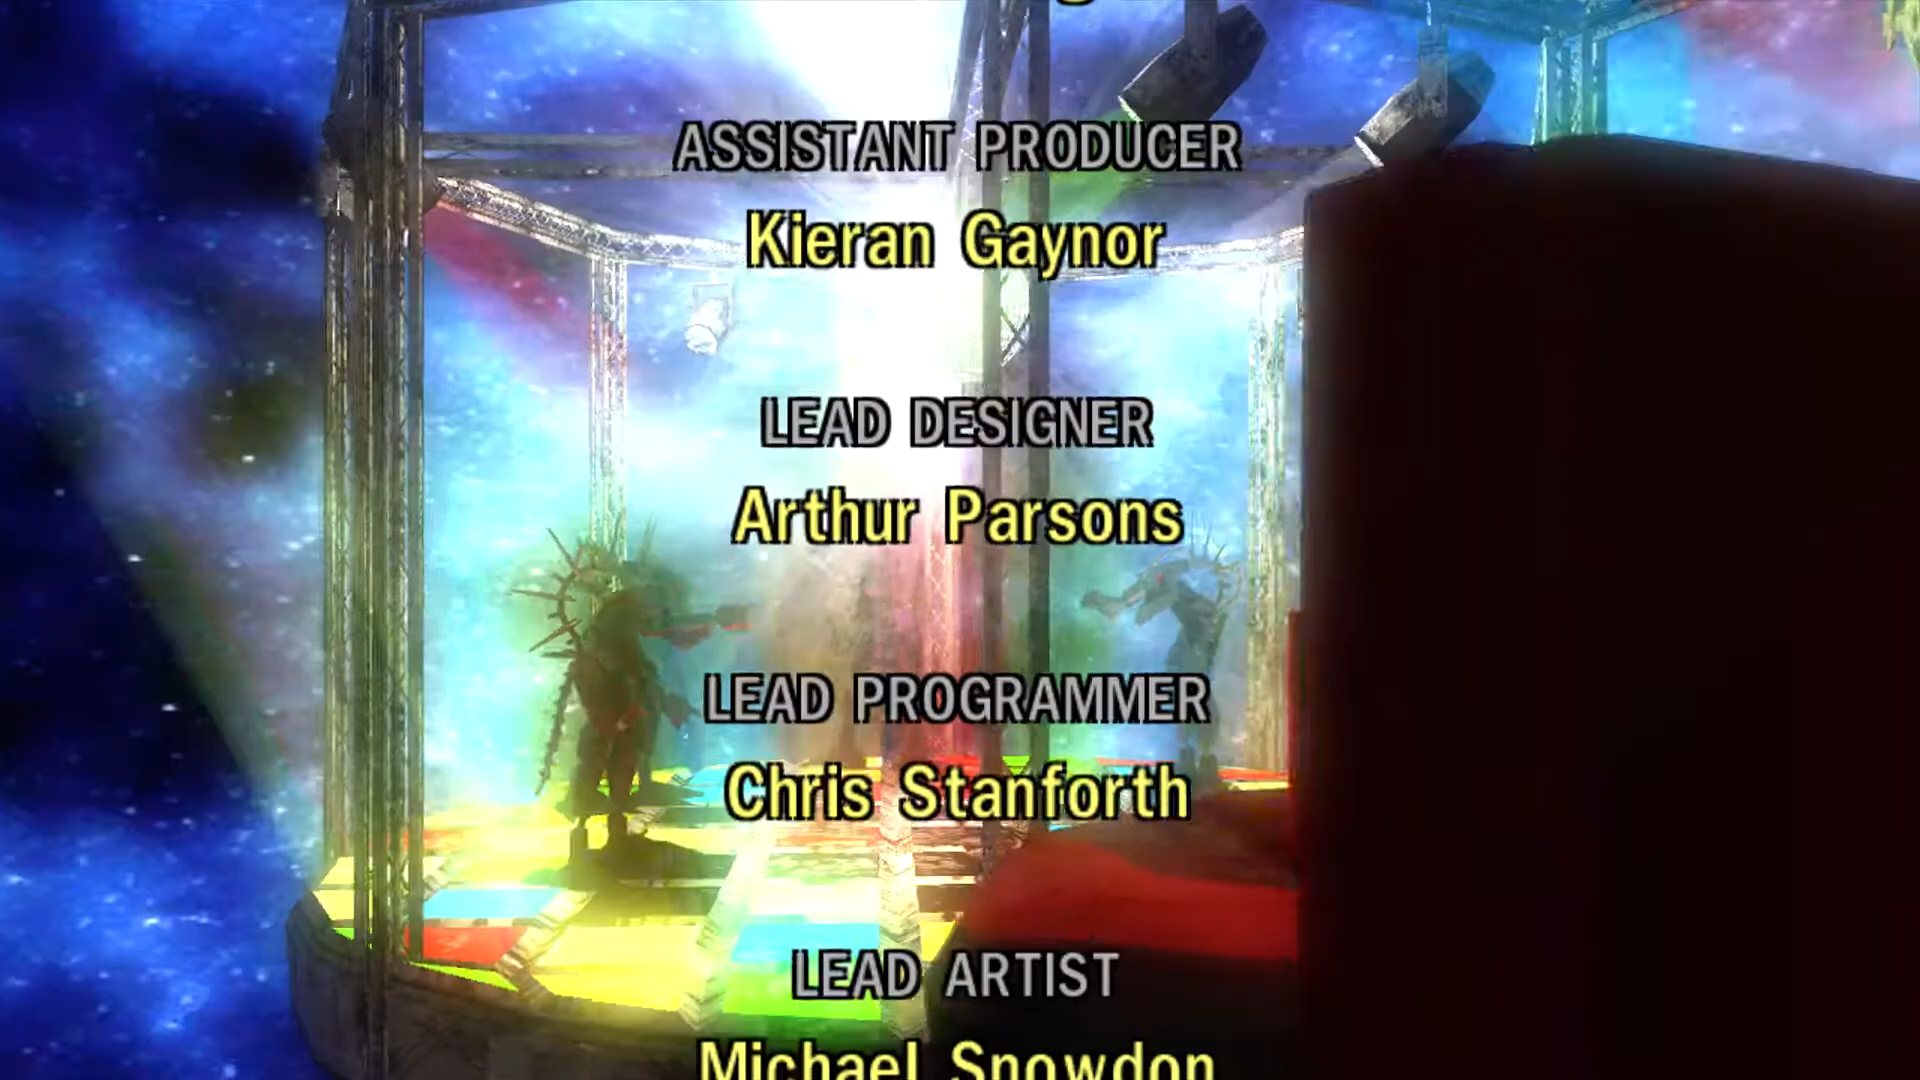 ASSISTANT PRODUCER
Kieran Gaynor
LEAD DESIGNER
Arthur Parsons
LEAD PROGRAMMER
Chris Stanforth
LEAD ARTIST
Michael Snowdon